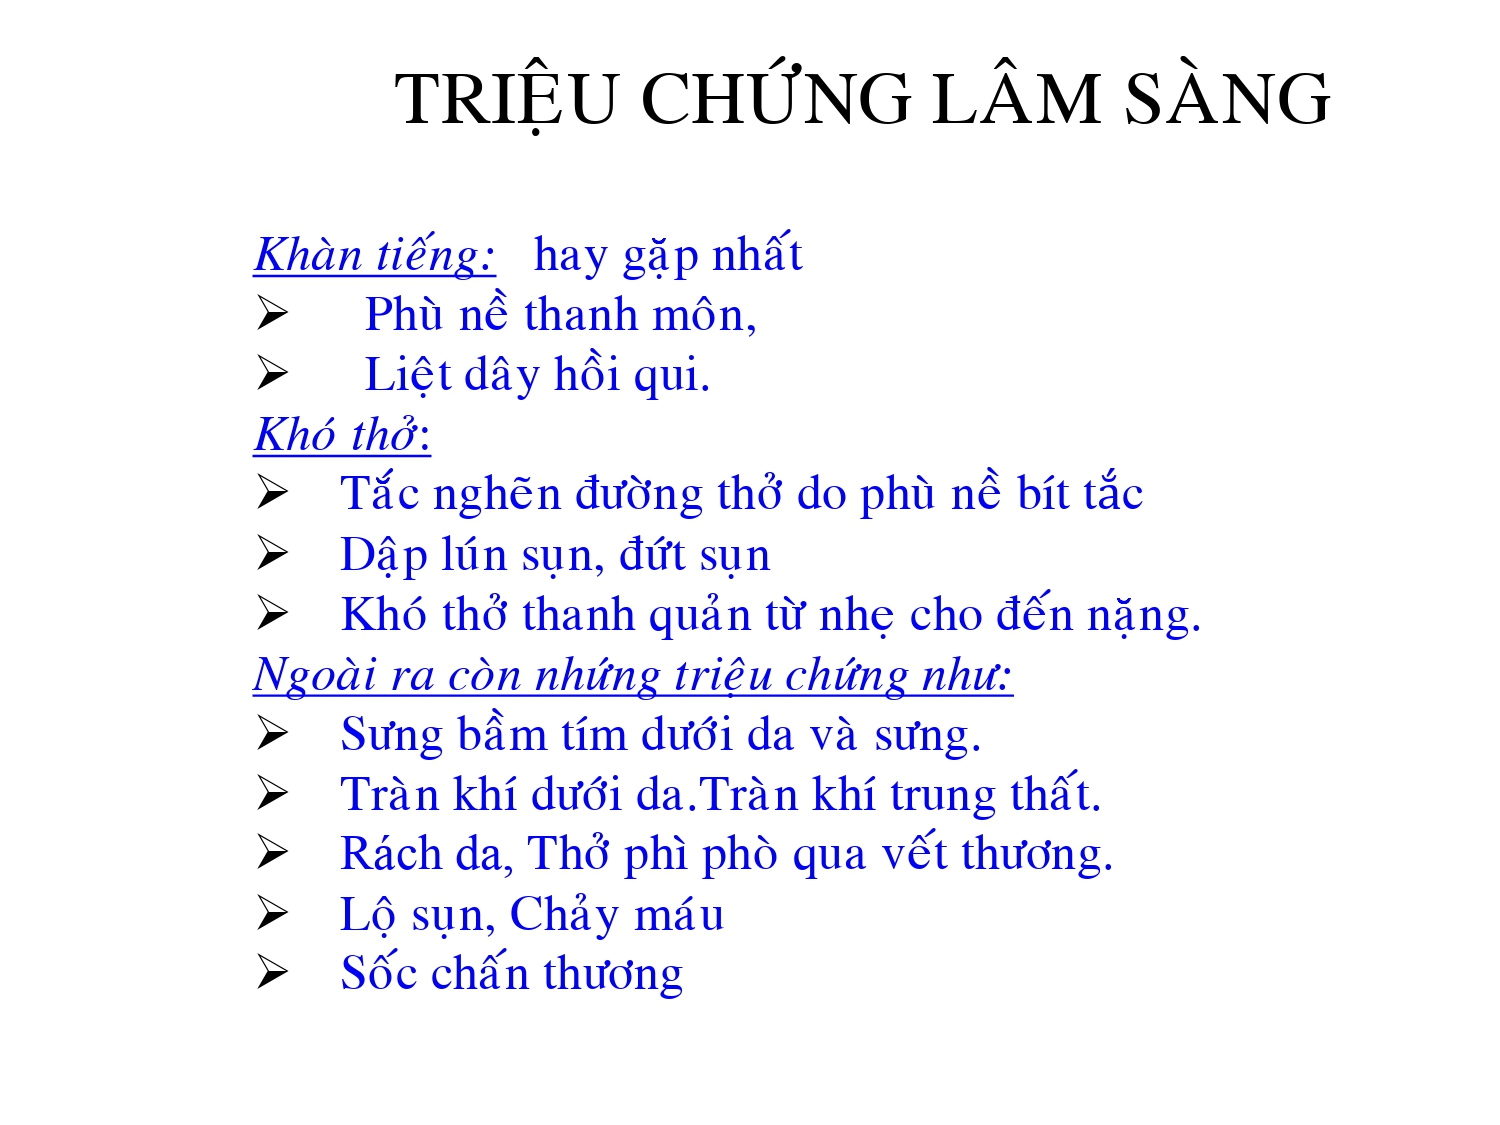 TRIỆU CHỨNG LÂM SÀNG
Khàn tiếng: hay gặp nhất
➢ Phù nề thanh môn,
➢ Liệt dây hồi qui.
Khó thở:
➢ Tắc nghẽn đường thở do phù nề bít tắc
➢ Dập lún sụn, đứt sụn
➢ Khó thở thanh quản từ nhẹ cho đến nặng.
Ngoài ra còn nhứng triệu chứng như:
➢ Sưng bầm tím dưới da và sưng.
➢ Tràn khí dưới da.Tràn khí trung thất.
➢ Rách da, Thở phì phò qua vết thương.
➢ Lộ sụn, Chảy máu
➢ Sốc chấn thương